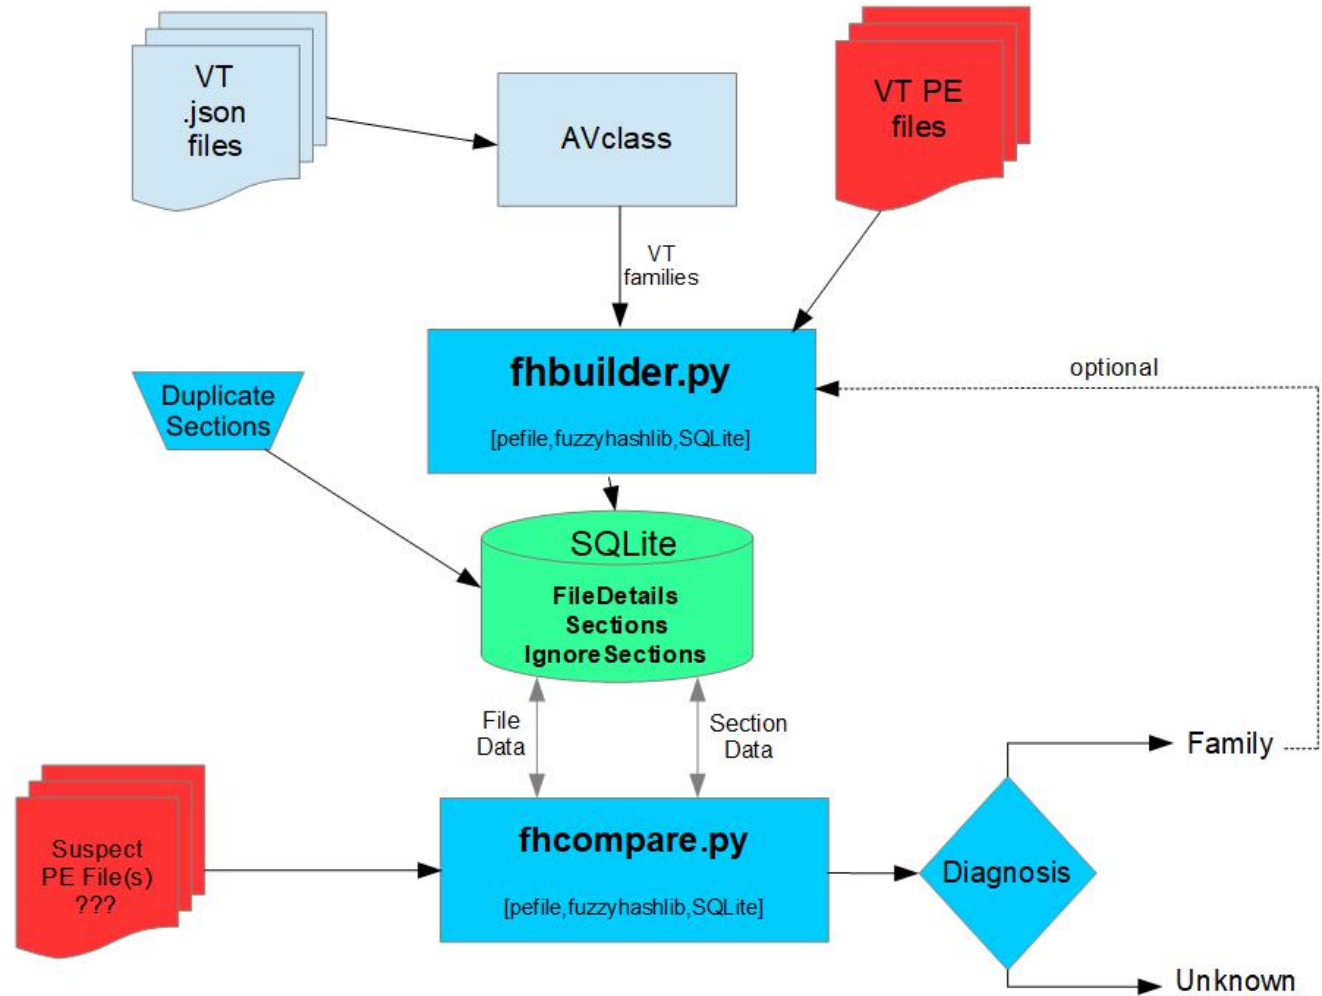 VT
.json
files
AVclass
VT PE
files
VT
families
fhbuilder.py
[pefile,fuzzyhashlib,SQLite]
optional
Duplicate
Sections
SQLite
FileDetails
Sections
IgnoreSections
File
Data
Section
Data
Family
Suspect
PE File(s)
???
fhcompare.py
[pefile,fuzzyhashlib,SQLite]
Diagnosis
Unknown